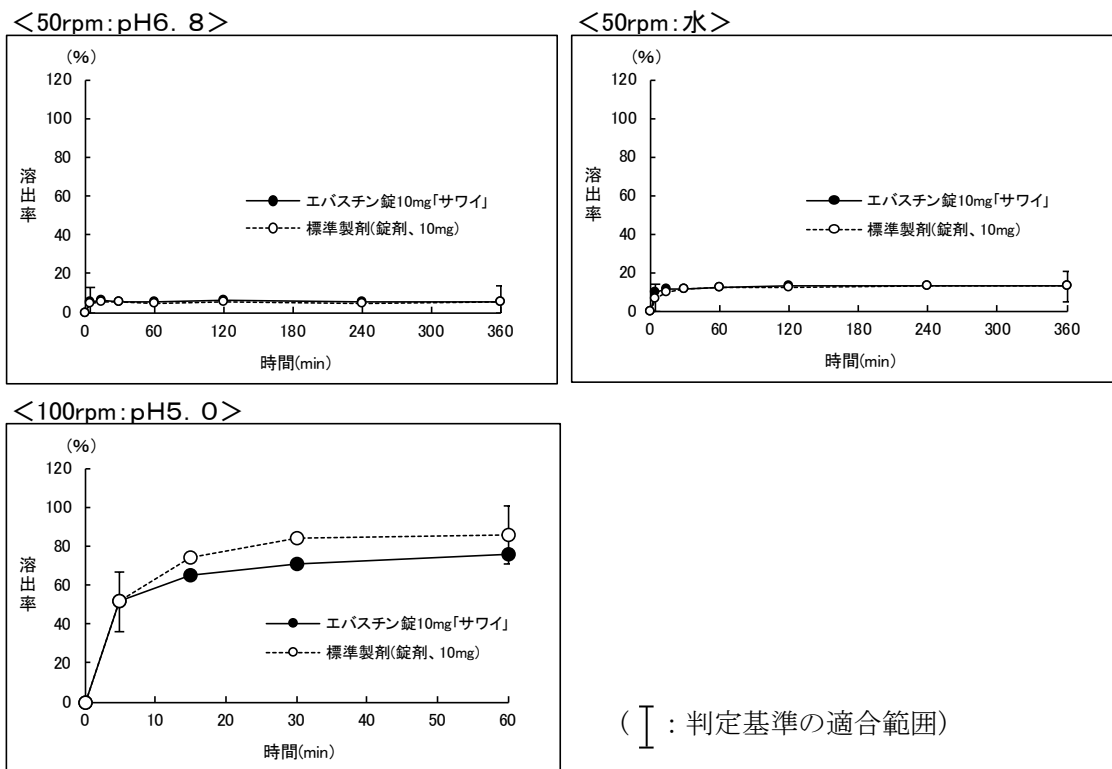 ＜50rpm：pH6．8＞
(%)
120
100
80
60
40
20
0
溶出率
エバスチン錠10mg「サワイ」
標準製剤(錠剤、10mg)
0 60 120 180 240 300 360
時間(min)
＜50rpm：水＞
(%)
120
100
80
60
40
20
0
溶出率
エバスチン錠10mg「サワイ」
標準製剤(錠剤、10mg)
0 60 120 180 240 300 360
時間(min)
＜100rpm：pH5．0＞
(%)
120
100
80
60
40
20
0
溶出率
エバスチン錠10mg「サワイ」
標準製剤(錠剤、10mg)
0 10 20 30 40 50 60
時間(min)
( ：判定基準の適合範囲)